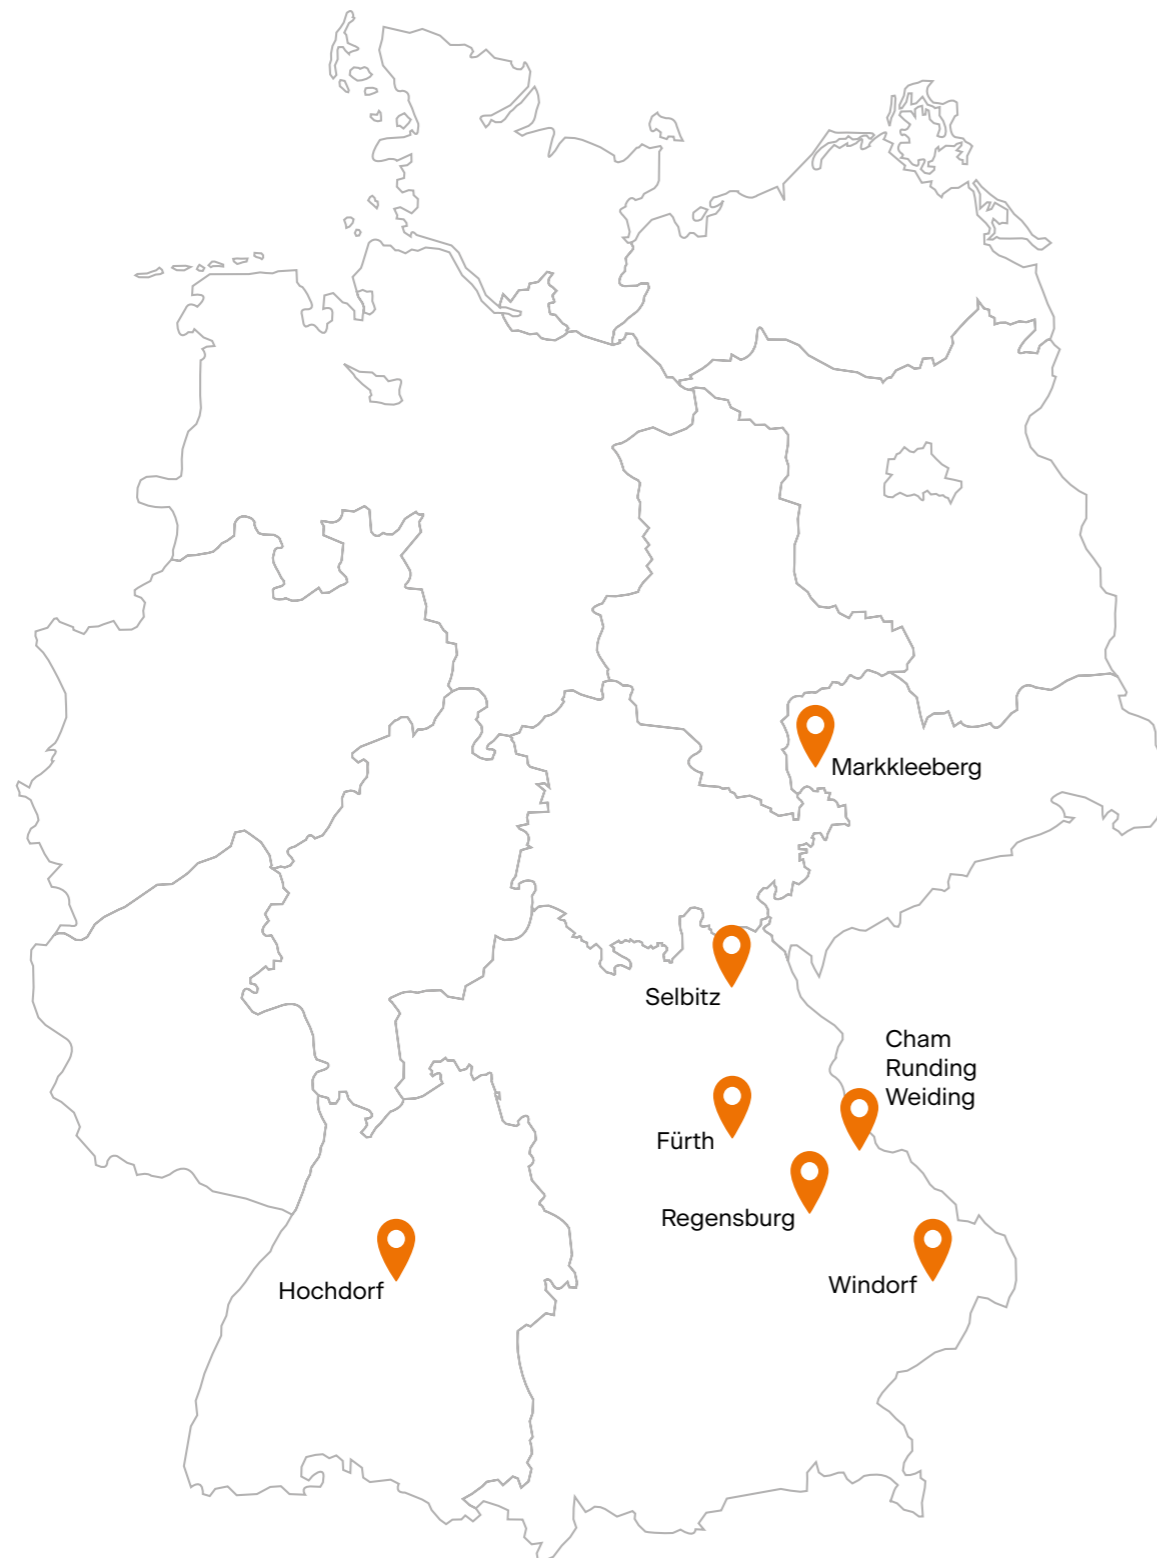 Markkleeberg
Selbitz
Cham
Runding
Weiding
Fürth
Regensburg
Windorf
Hochdorf